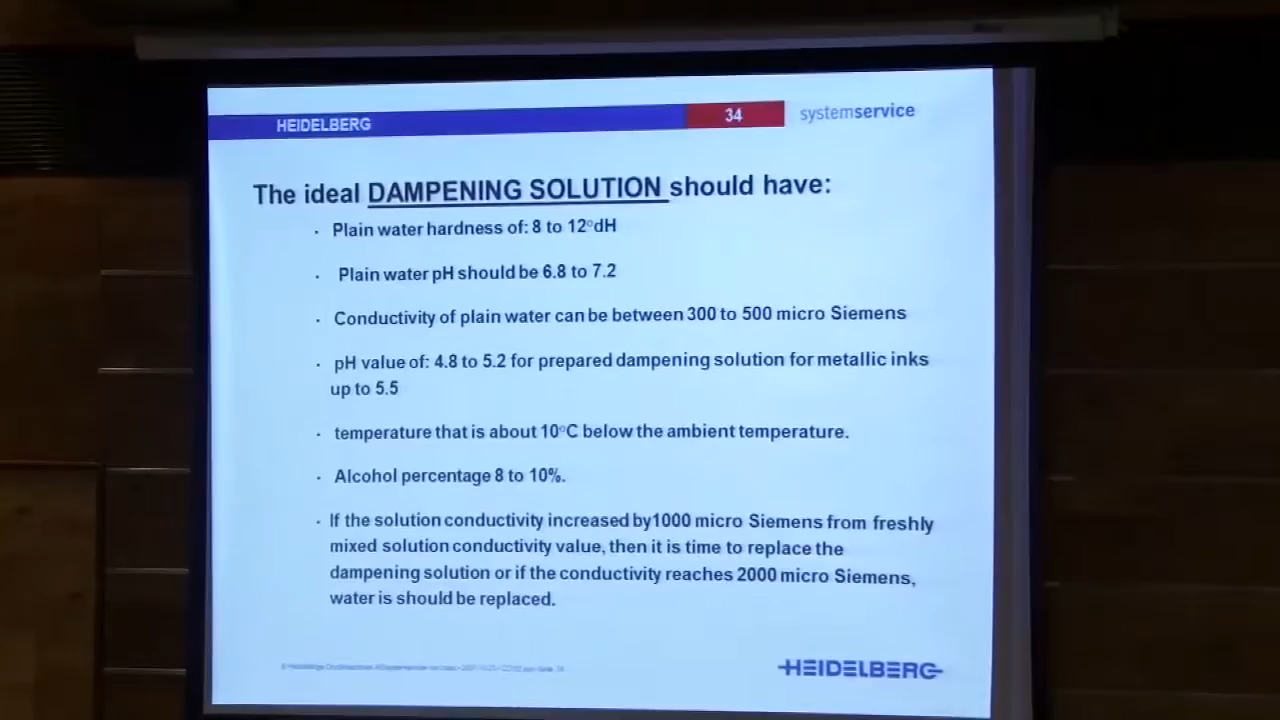 HEIDELBERG
34
systemservice
The ideal DAMPENING SOLUTION should have:
· Plain water hardness of: 8 to 12°dH
· Plain water pH should be 6.8 to 7.2
· Conductivity of plain water can be between 300 to 500 micro Siemens
· pH value of: 4.8 to 5.2 for prepared dampening solution for metallic inks
up to 5.5
· temperature that is about 10°C below the ambient temperature.
· Alcohol percentage 8 to 10%.
· If the solution conductivity increased by1000 micro Siemens from freshly
mixed solution conductivity value, then it is time to replace the
dampening solution or if the conductivity reaches 2000 micro Siemens,
water is should be replaced.
HEIDELBERG